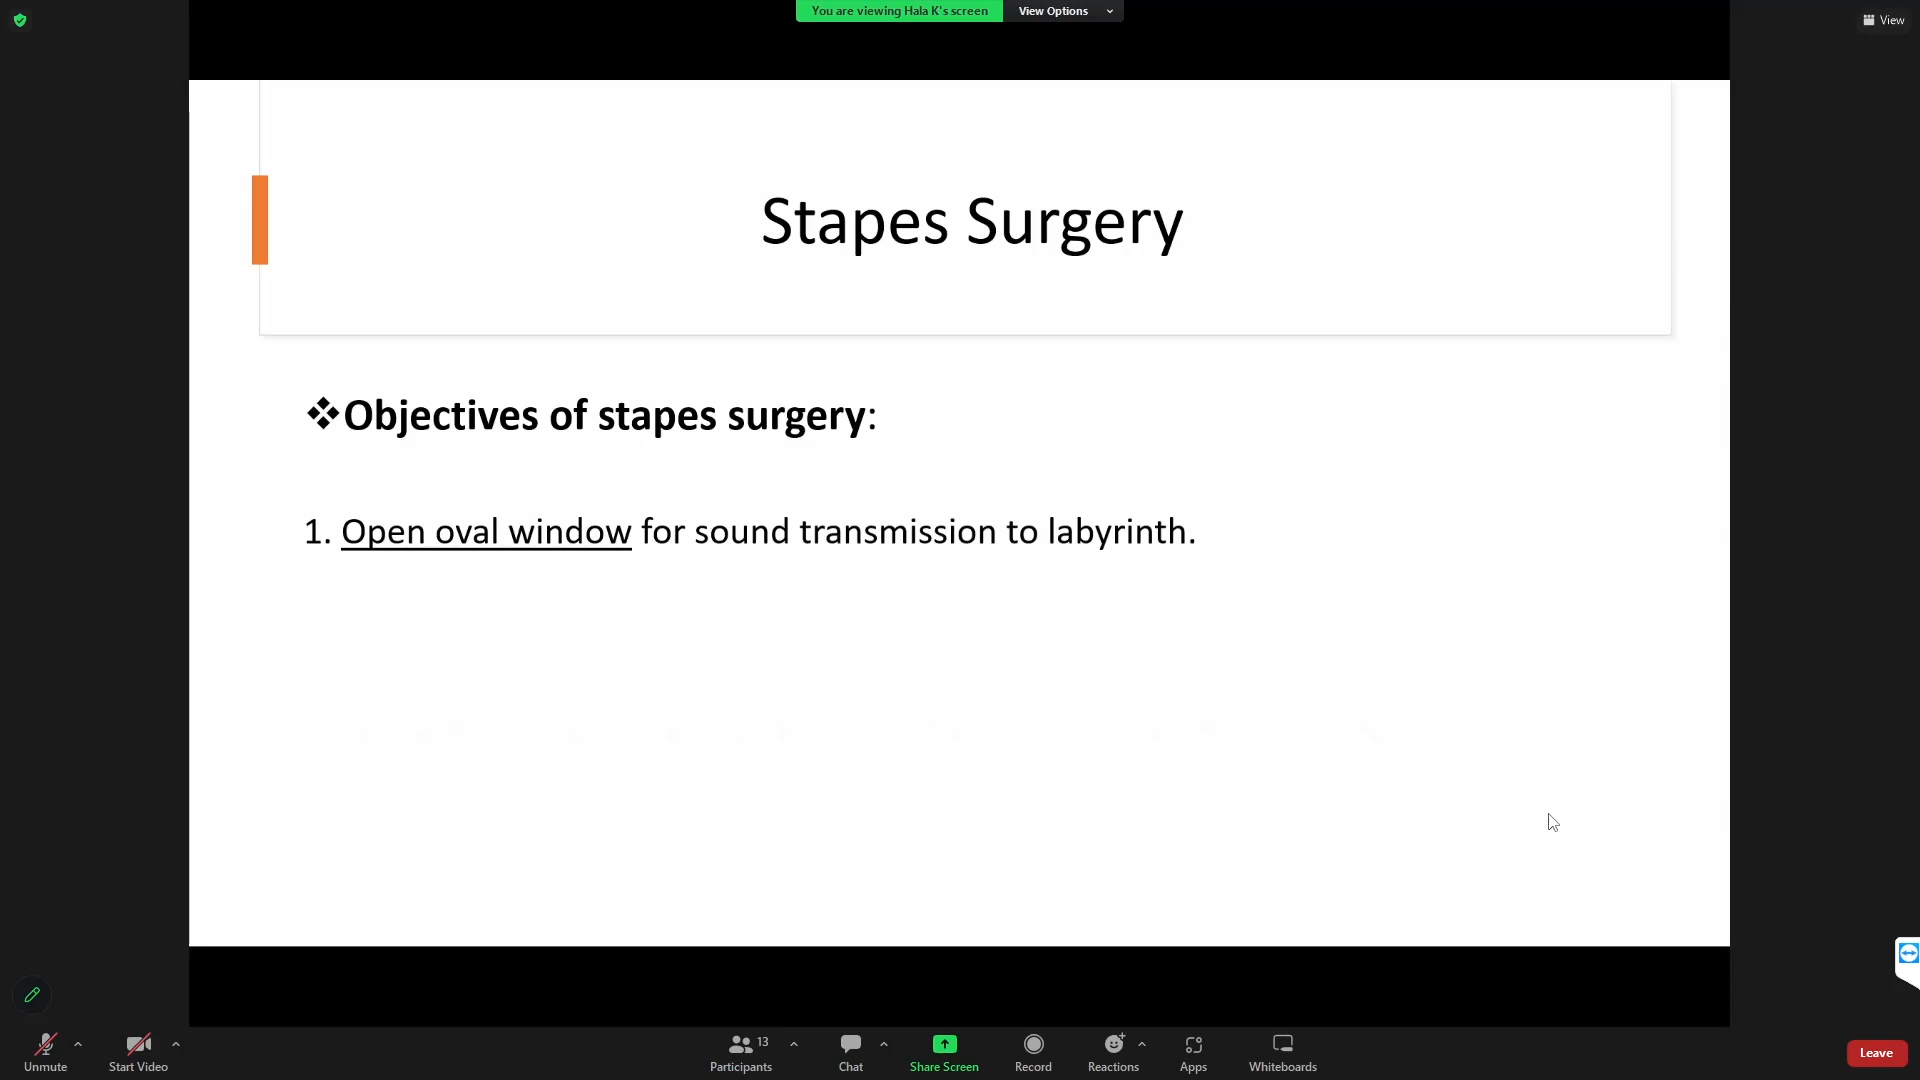 You are viewing Hala K's screen
View Options
View
Stapes Surgery
❖Objectives of stapes surgery:
1. Open oval window for sound transmission to labyrinth.
Unmute
Start Video
13
Participants
Chat
Share Screen
Record
Reactions
Apps
Whiteboards
Leave